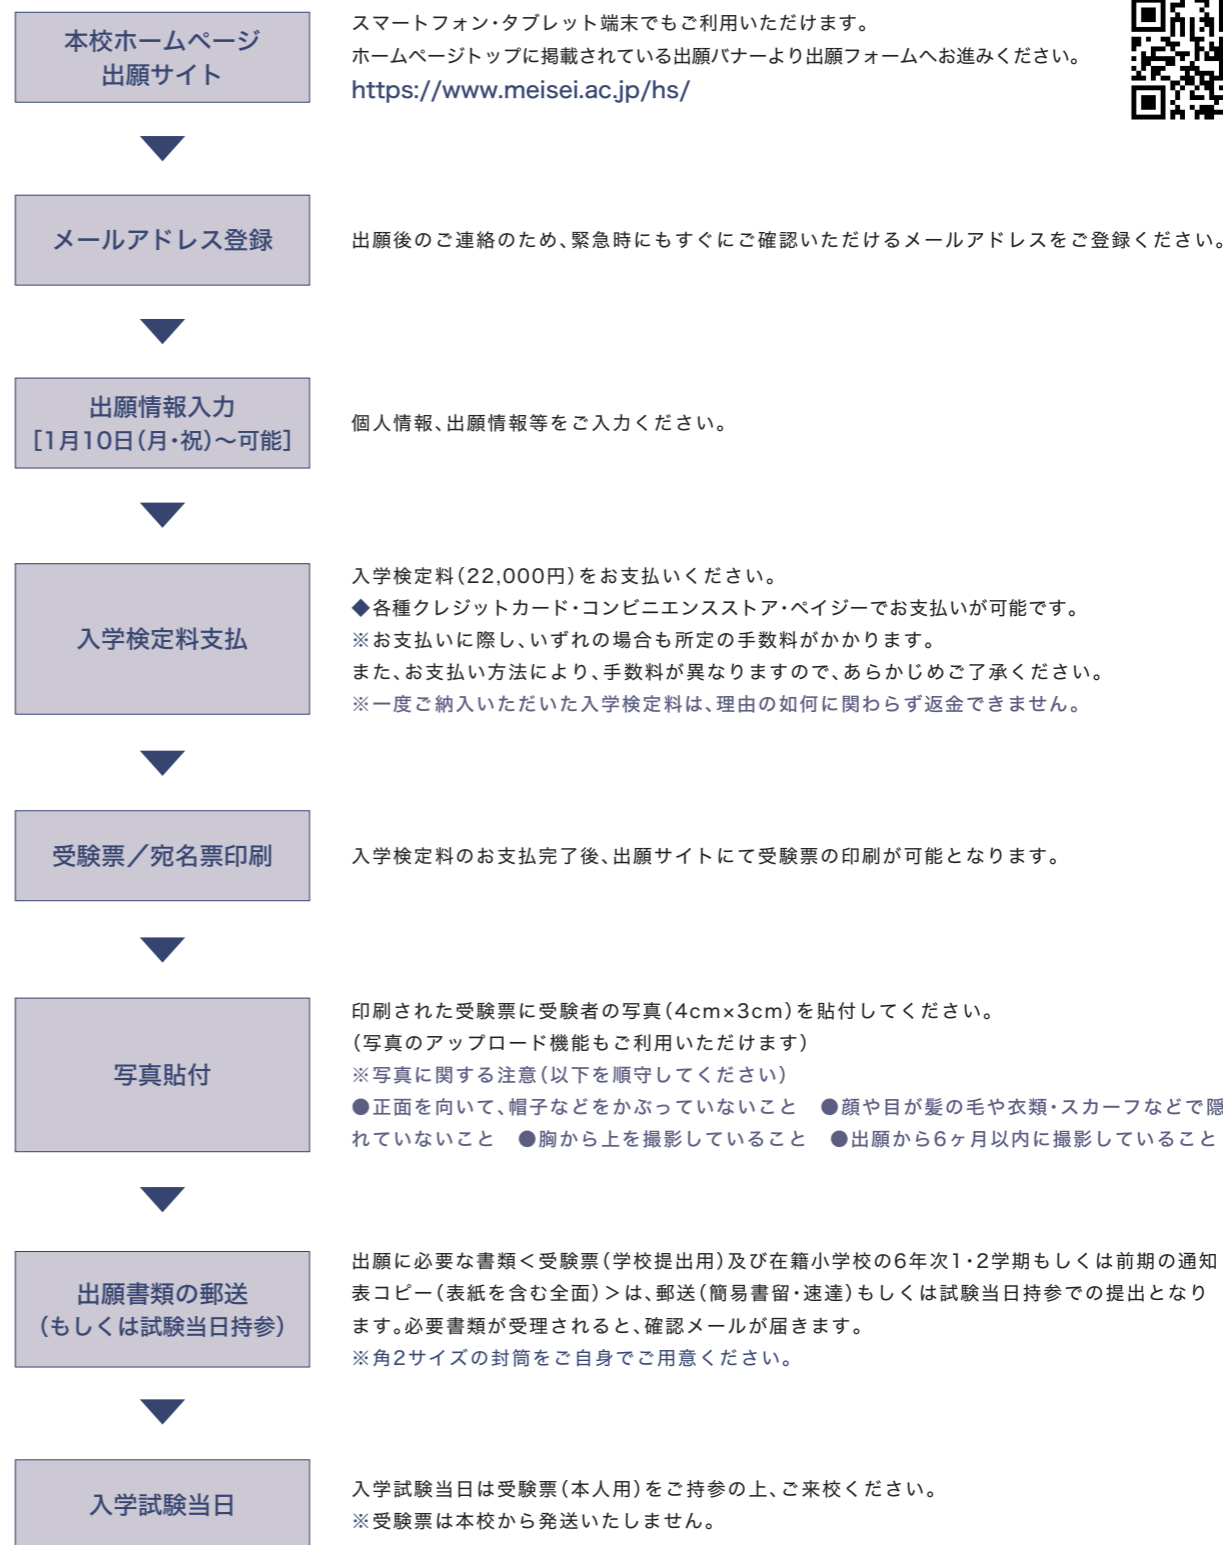 本校ホームページ
出願サイト
スマートフォン・タブレット端末でもご利用いただけます。
ホームページトップに掲載されている出願バナーより出願フォームへお進みください。
https://www.meisei.ac.jp/hs/
メールアドレス登録
出願後のご連絡のため、緊急時にもすぐにご確認いただけるメールアドレスをご登録ください。
出願情報入力
[1月10日(月・祝)〜可能]
個人情報、出願情報等をご入力ください。
入学検定料支払
入学検定料(22,000円)をお支払いください。
◆各種クレジットカード・コンビニエンスストア・ペイジーでお支払いが可能です。
※お支払いに際し、いずれの場合も所定の手数料がかかります。
また、お支払い方法により、手数料が異なりますので、あらかじめご了承ください。
※一度ご納入いただいた入学検定料は、理由の如何に関わらず返金できません。
受験票／宛名票印刷
入学検定料のお支払完了後、出願サイトにて受験票の印刷が可能となります。
写真貼付
印刷された受験票に受験者の写真(4cm×3cm)を貼付してください。
(写真のアップロード機能もご利用いただけます)
※写真に関する注意(以下を順守してください)
●正面を向いて、帽子などをかぶっていないこと　●顔や目が髪の毛や衣類・スカーフなどで隠
れていないこと　●胸から上を撮影していること　●出願から6ヶ月以内に撮影していること
出願書類の郵送
(もしくは試験当日持参)
出願に必要な書類＜受験票(学校提出用)及び在籍小学校の6年次1・2学期もしくは前期の通知
表コピー(表紙を含む全面)＞は、郵送(簡易書留・速達)もしくは試験当日持参での提出となり
ます。必要書類が受理されると、確認メールが届きます。
※角2サイズの封筒をご自身でご用意ください。
入学試験当日
入学試験当日は受験票(本人用)をご持参の上、ご来校ください。
※受験票は本校から発送いたしません。